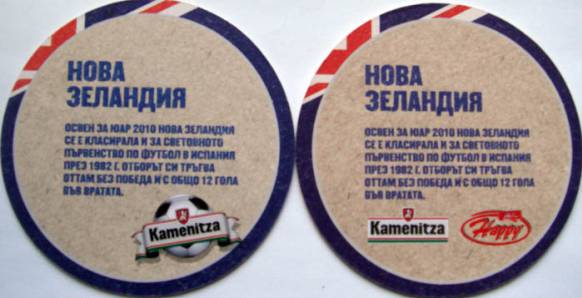 НОВА
ЗЕЛАНДИЯ
ОСВЕН ЗА ЮАР 2010 НОВА ЗЕЛАНДИЯ
СЕ Е КЛАСИРАЛА И ЗА СВЕТОВНОТО
ПЪРВЕНСТВО ПО ФУТБОЛ В ИСПАНИЯ
ПРЕЗ 1982 Г. ОТБОРЪТ СИ ТРЪГВА
ОТТАМ БЕЗ ПОБЕДА И С ОБЩО 12 ГОЛА
ВЪВ ВРАТАТА.
Kamenitza
НОВА
ЗЕЛАНДИЯ
ОСВЕН ЗА ЮАР 2010 НОВА ЗЕЛАНДИЯ
СЕ Е КЛАСИРАЛА И ЗА СВЕТОВНОТО
ПЪРВЕНСТВО ПО ФУТБОЛ В ИСПАНИЯ
ПРЕЗ 1982 Г. ОТБОРЪТ СИ ТРЪГВА
ОТТАМ БЕЗ ПОБЕДА И С ОБЩО 12 ГОЛА
ВЪВ ВРАТАТА.
Kamenitza
Happy